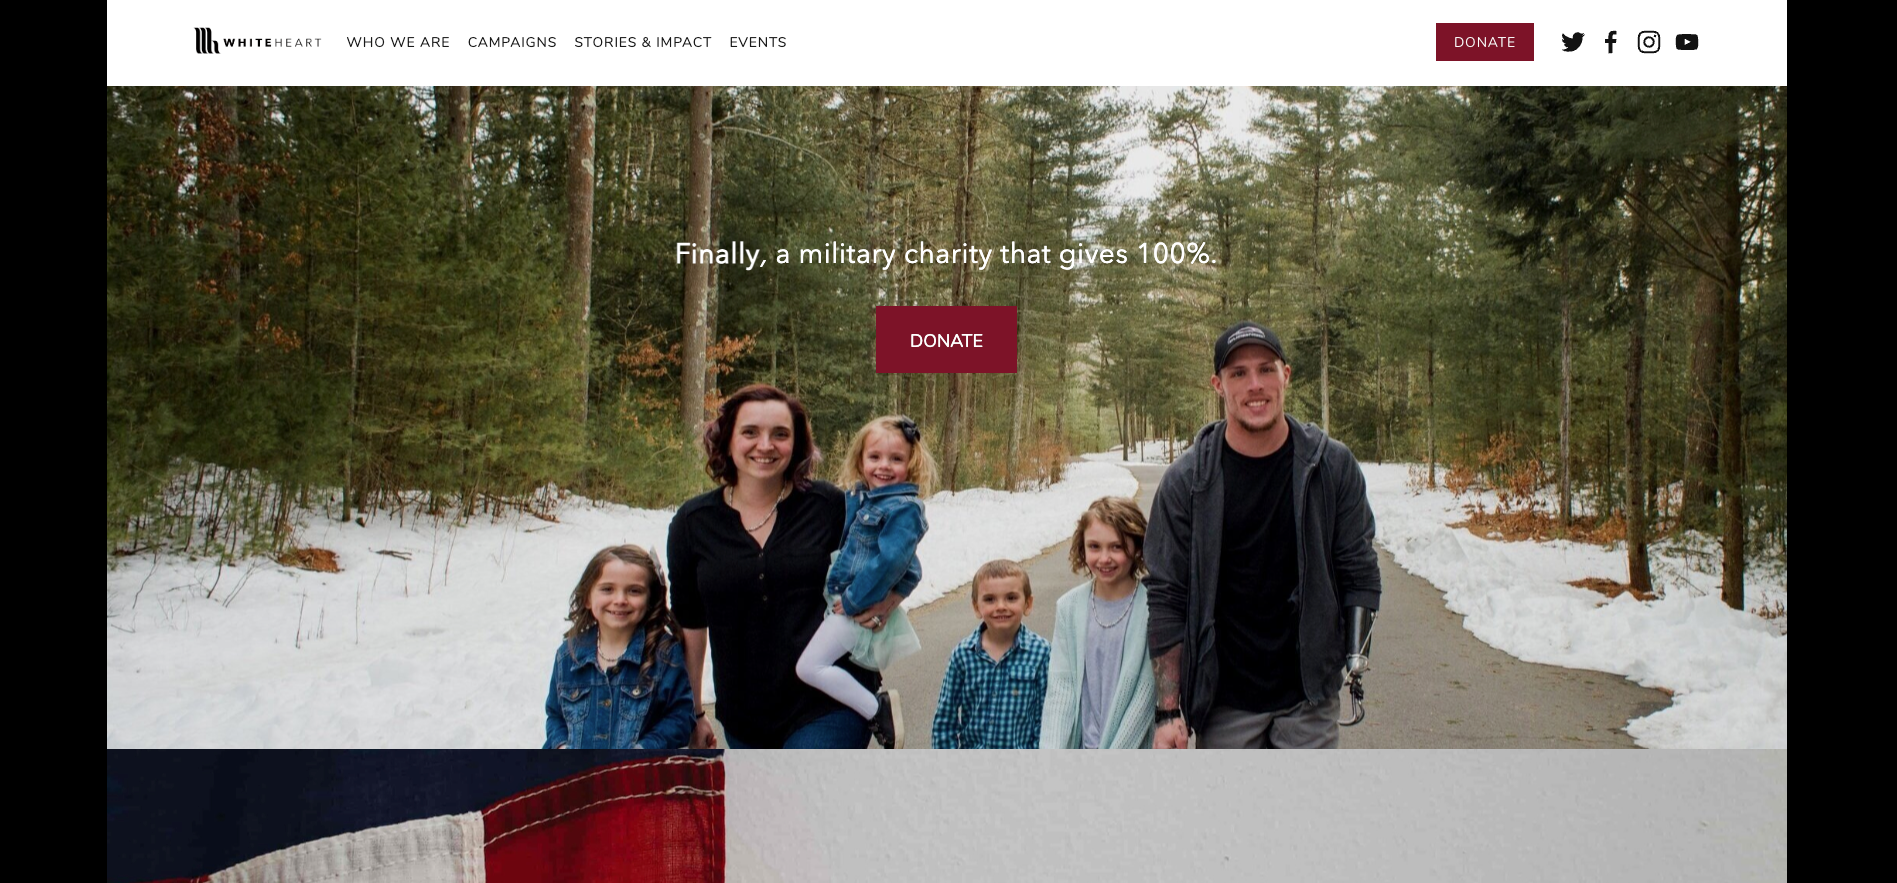 WHITEHEART WHO WE ARE CAMPAIGNS STORIES & IMPACT EVENTS DONATE
Finally, a military charity that gives 100%.
DONATE